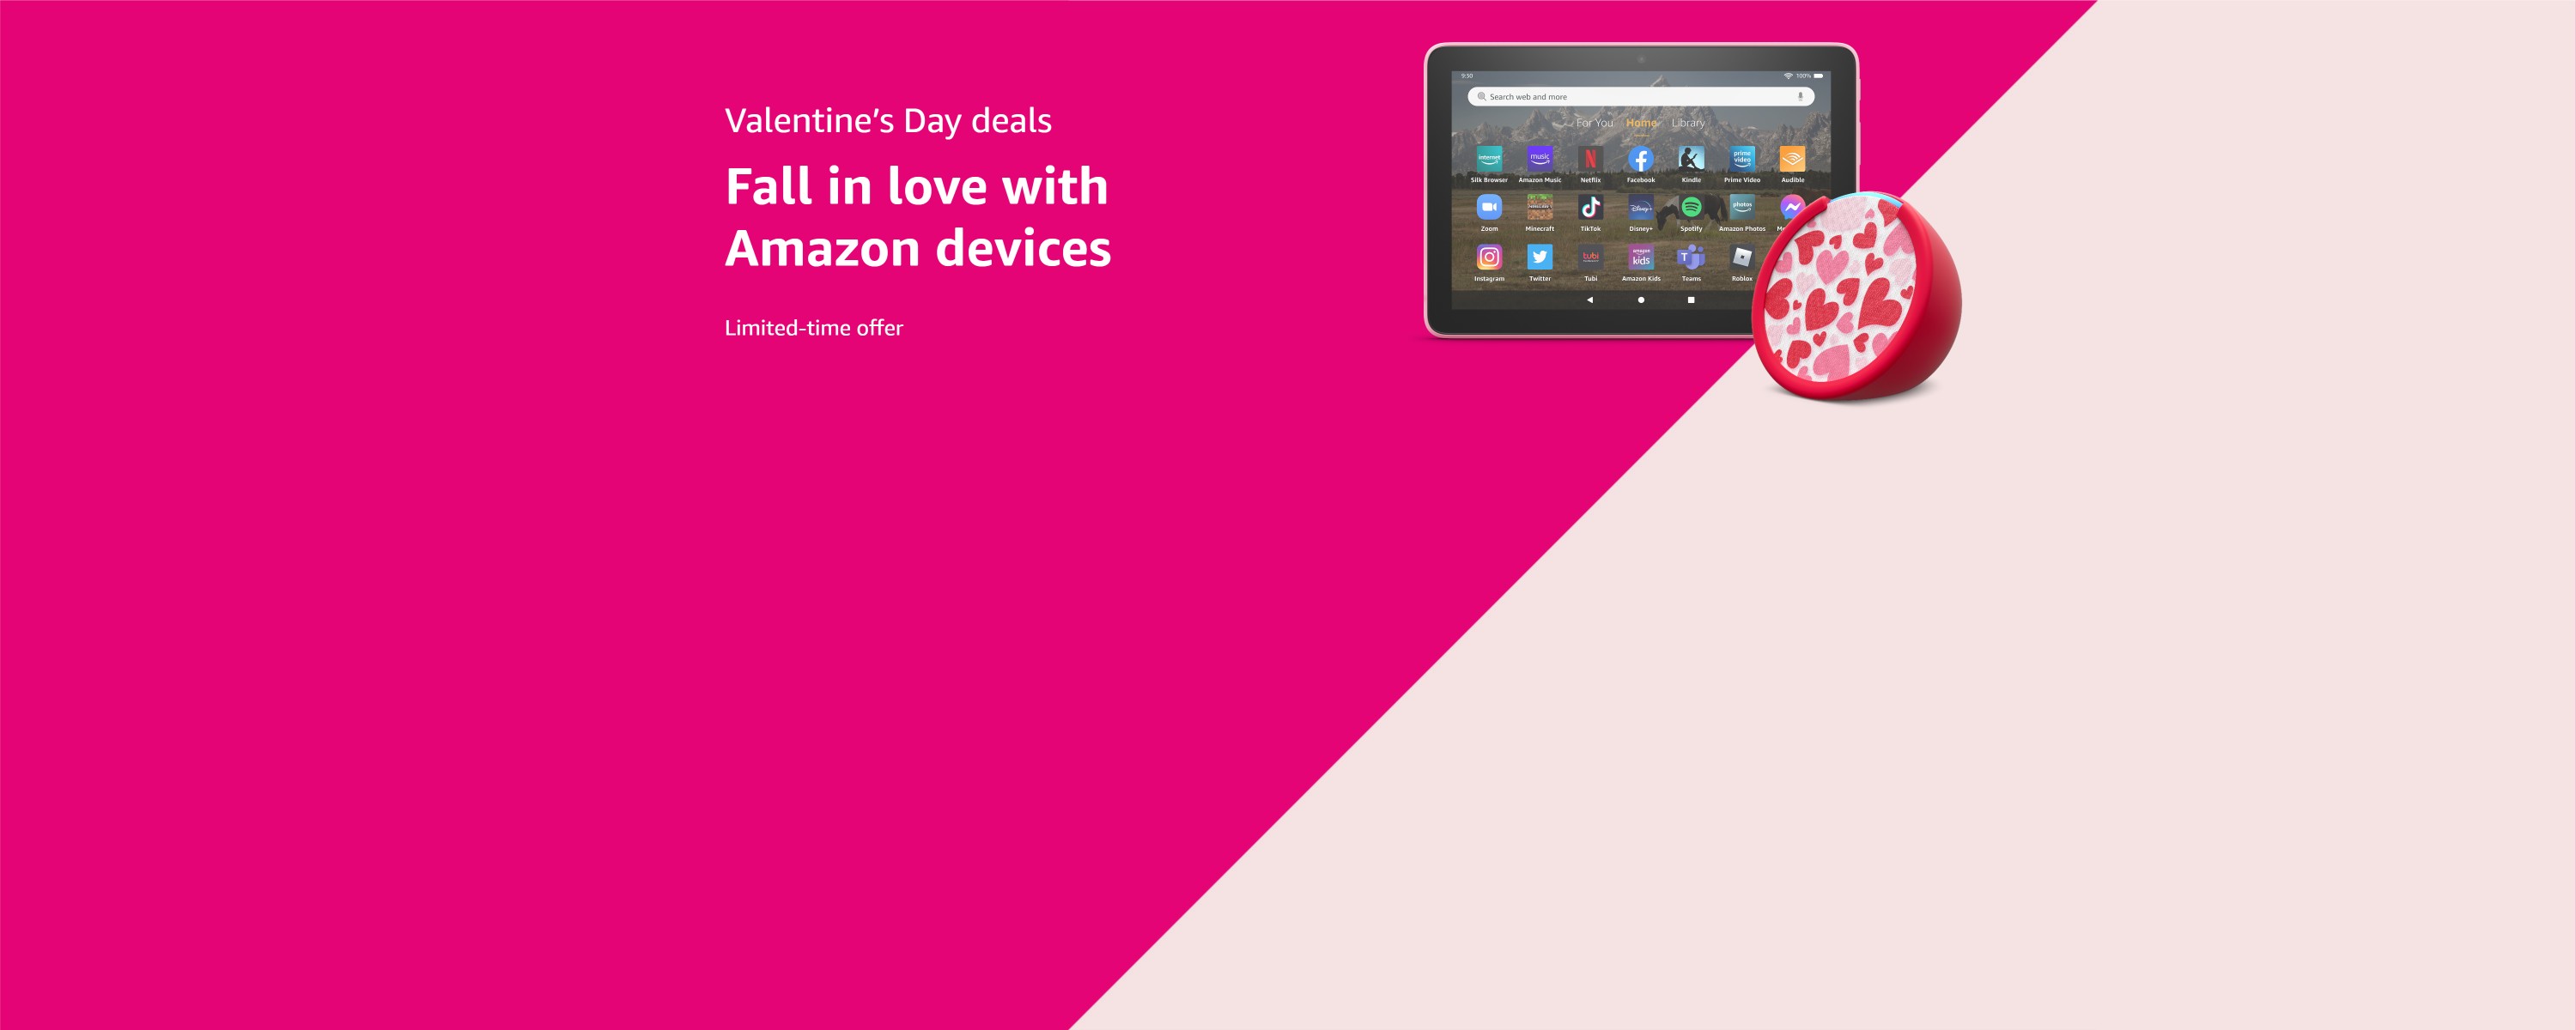 Valentine's Day deals
Fall in love with
Amazon devices
Limited-time offer
9:30 100%
Search web and more
For You Home Library
internet music prime video
Silk Browser Amazon Music Netflix Facebook Kindle Prime Video Audible
Disney+ photos
Zoom Minecraft TikTok Disney+ Spotify Amazon Photos
tubi amazon kids T
Instagram Twitter Tubi Amazon Kids Teams Roblox